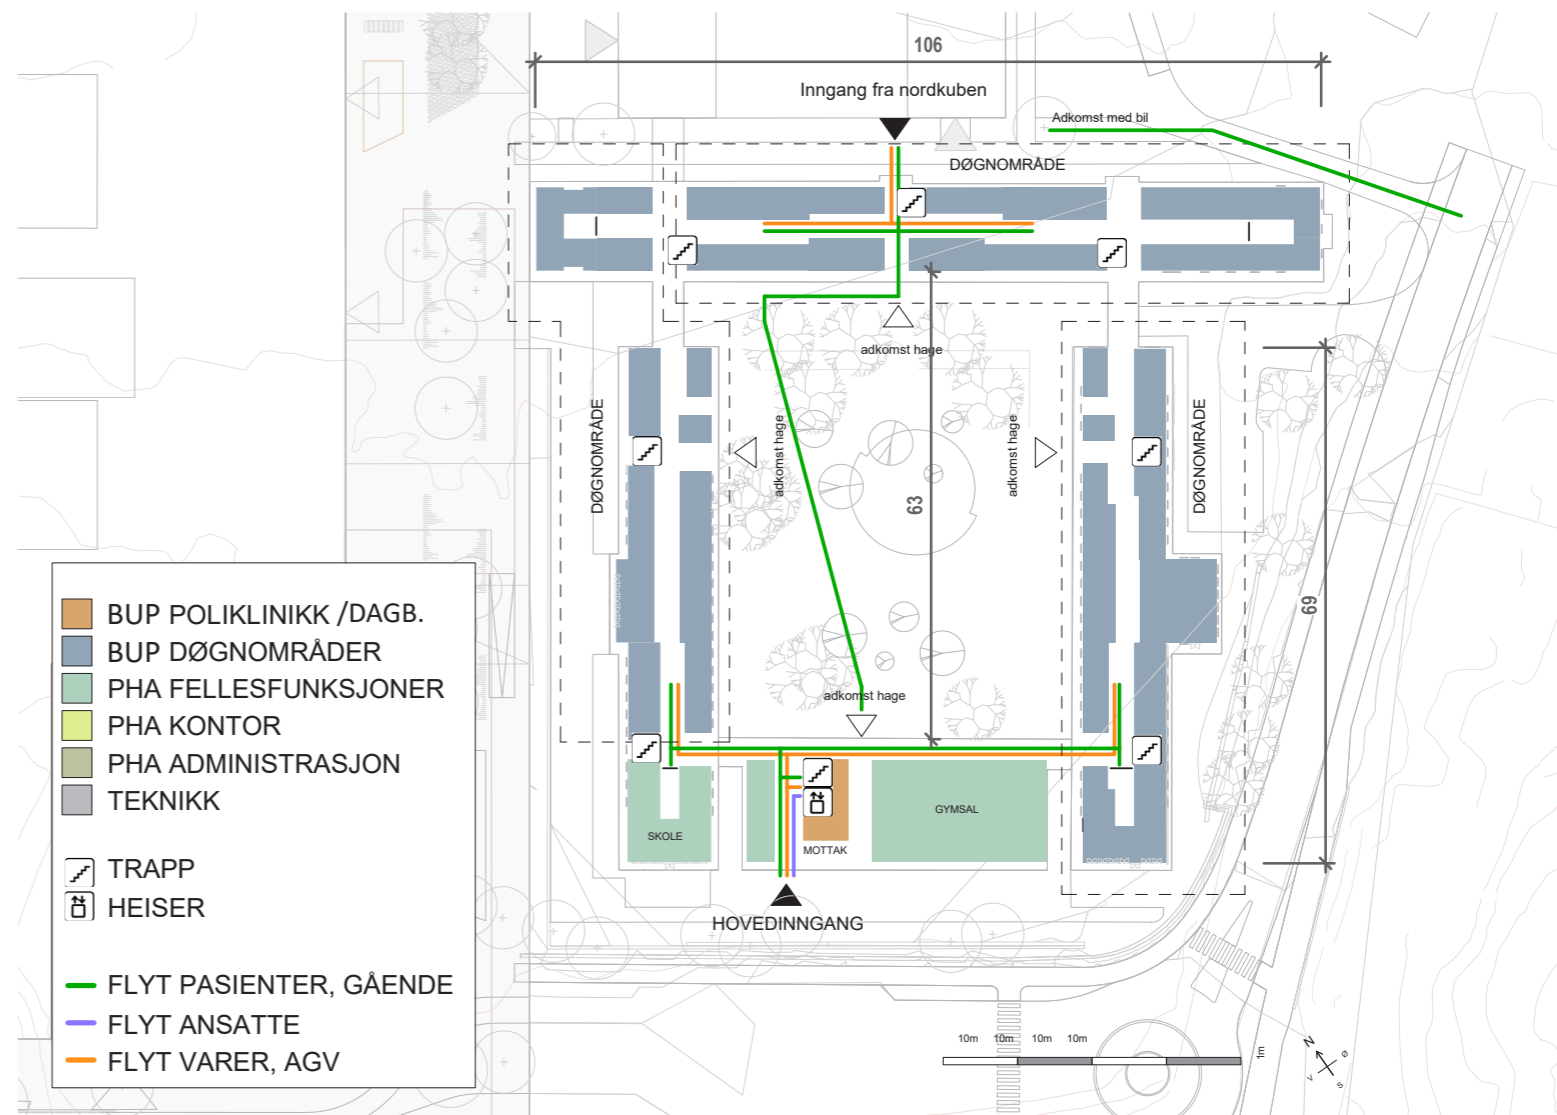 106
Inngang fra nordkuben
Adkomst med bil
DØGNOMRÅDE
adkomst hage
DØGNOMRÅDE
adkomst hage
63
adkomst hage
DØGNOMRÅDE
69
adkomst hage
SKOLE
MOTTAK
GYMSAL
HOVEDINNGANG
BUP POLIKLINIKK /DAGB.
BUP DØGNOMRÅDER
PHA FELLESFUNKSJONER
PHA KONTOR
PHA ADMINISTRASJON
TEKNIKK
TRAPP
HEISER
FLYT PASIENTER, GÅENDE
FLYT ANSATTE
FLYT VARER, AGV
10m 10m 10m 10m
1m
N
Ø
V
S